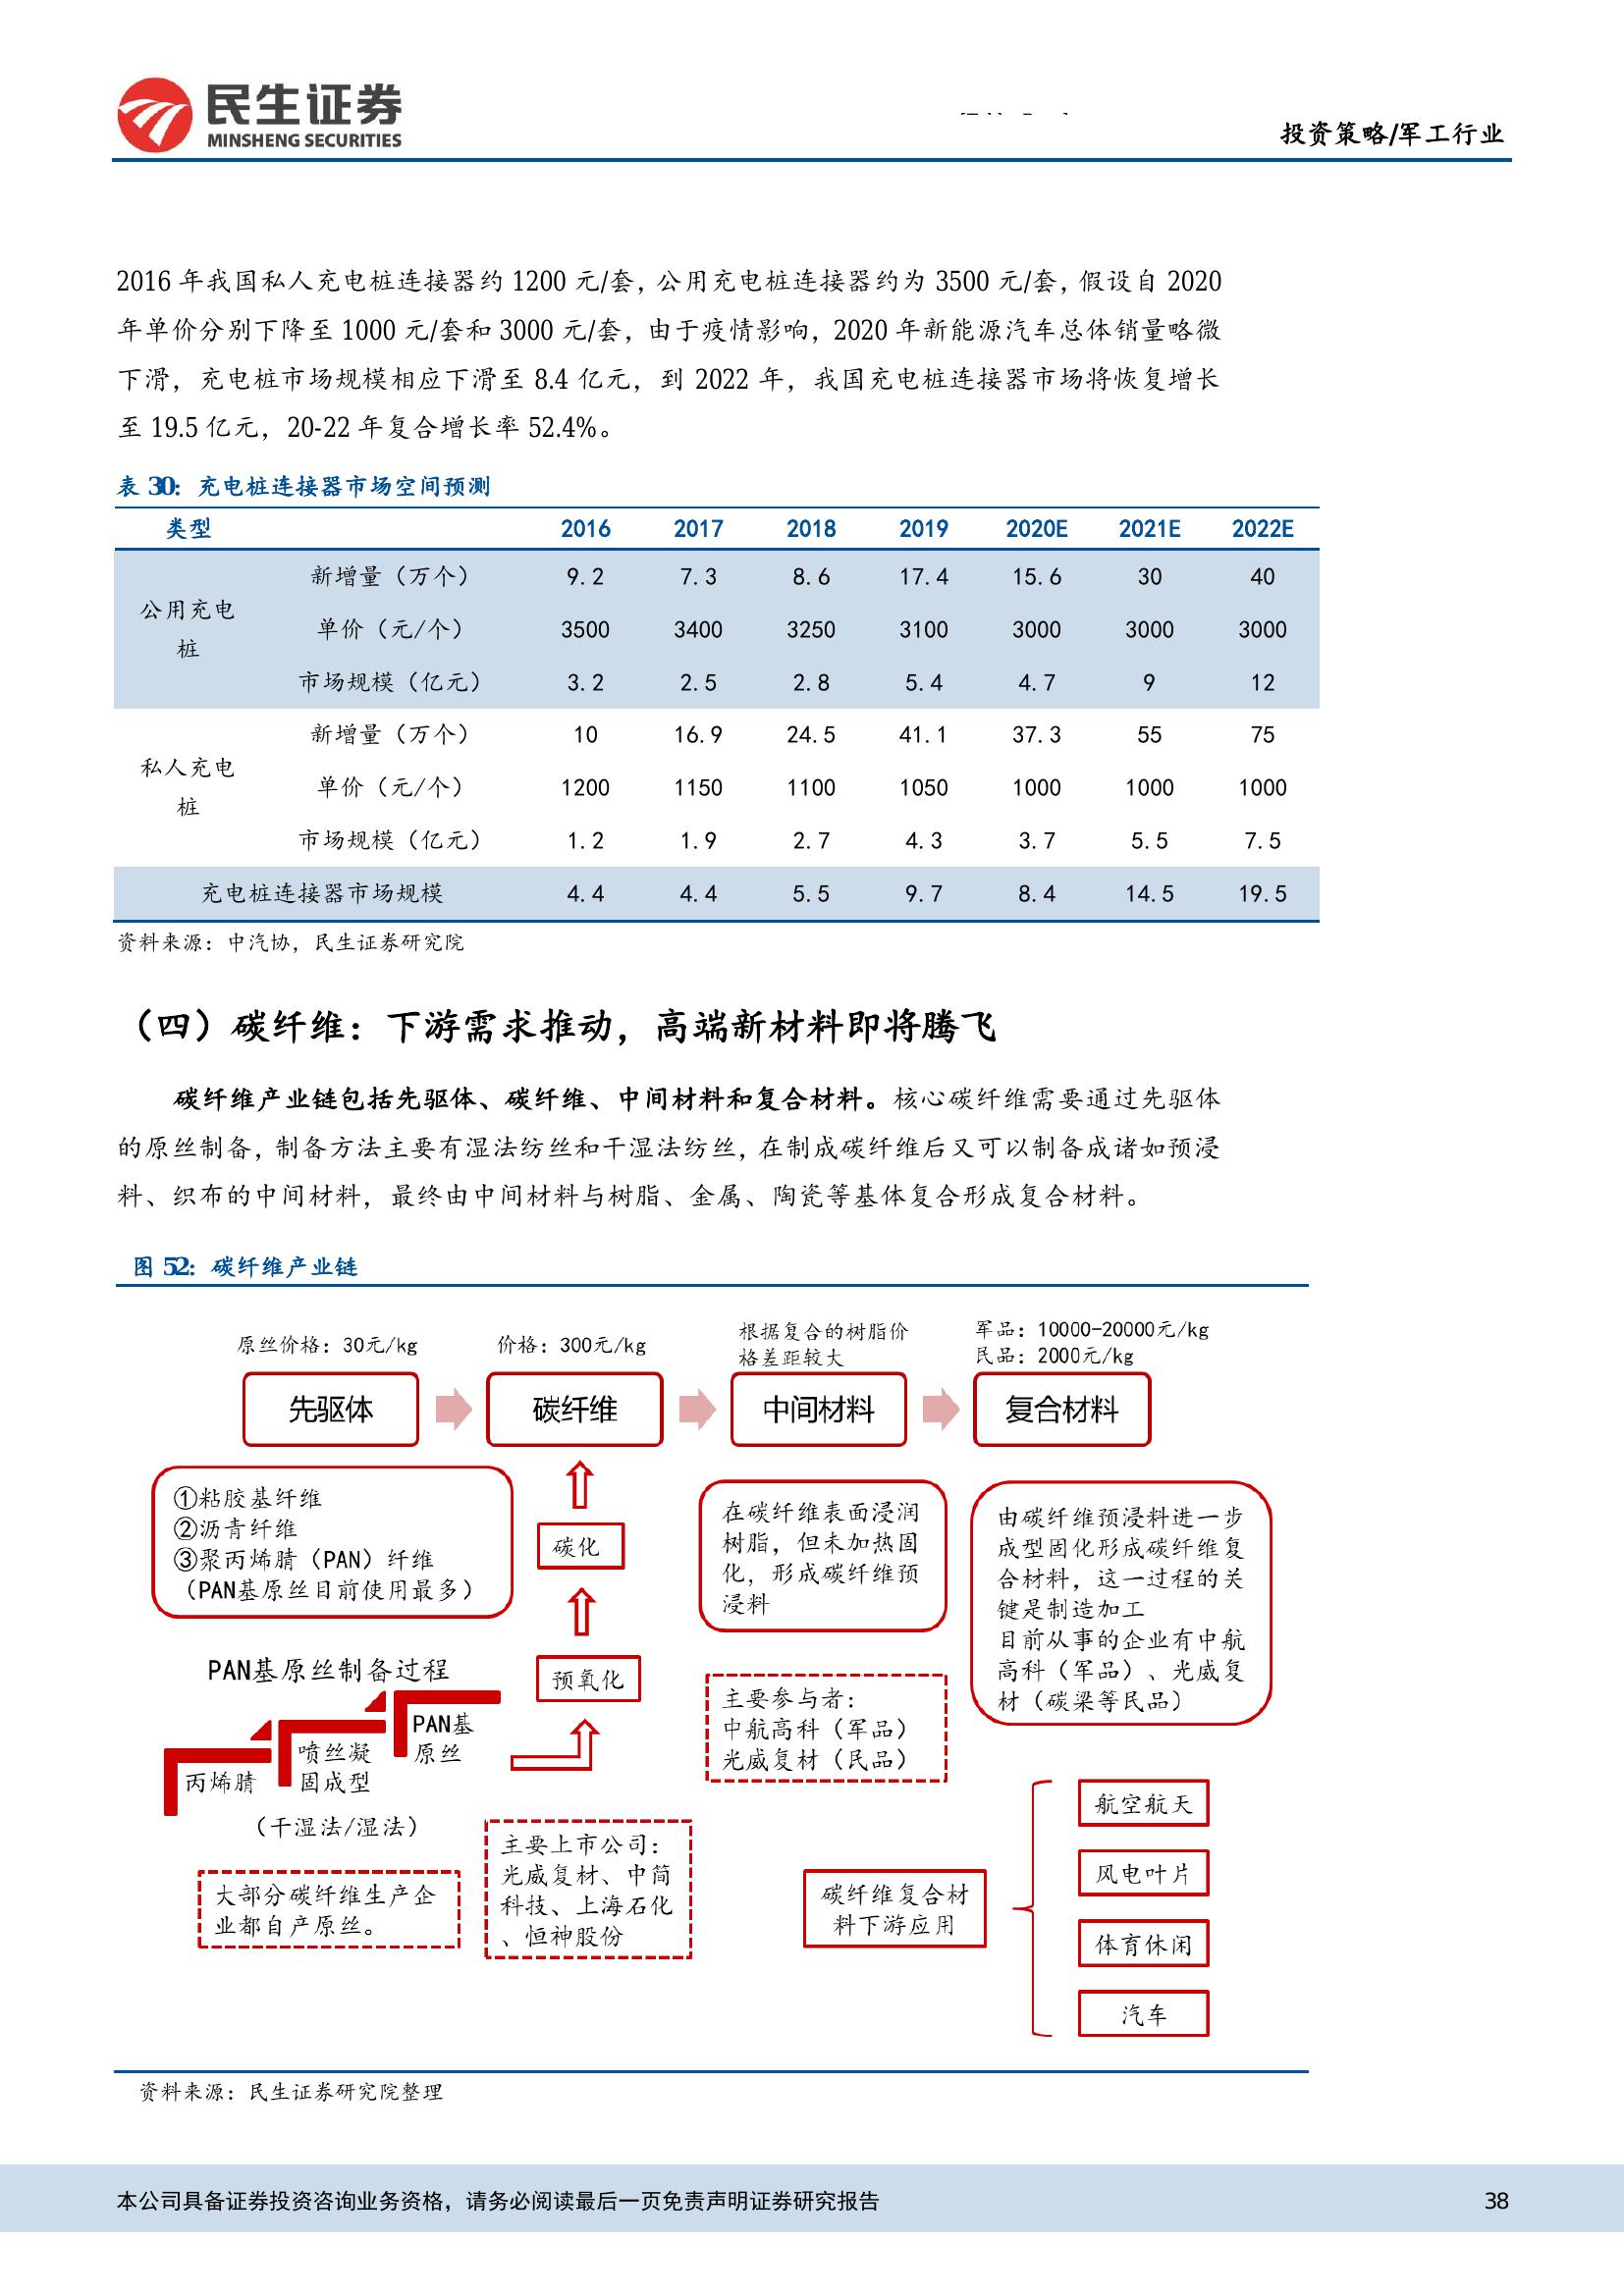 民生证券
MINSHENG SECURITIES
投资策略/军工行业
2016 年我国私人充电桩连接器约 1200 元/套，公用充电桩连接器约为 3500 元/套，假设自 2020
年单价分别下降至 1000 元/套和 3000 元/套，由于疫情影响，2020 年新能源汽车总体销量略微
下滑，充电桩市场规模相应下滑至 8.4 亿元，到 2022 年，我国充电桩连接器市场将恢复增长
至 19.5 亿元，20-22 年复合增长率 52.4%。
表 30：充电桩连接器市场空间预测
类型 2016 2017 2018 2019 2020E 2021E 2022E
公用充电
桩
新增量（万个） 9.2 7.3 8.6 17.4 15.6 30 40
单价（元/个） 3500 3400 3250 3100 3000 3000 3000
市场规模（亿元） 3.2 2.5 2.8 5.4 4.7 9 12
私人充电
桩
新增量（万个） 10 16.9 24.5 41.1 37.3 55 75
单价（元/个） 1200 1150 1100 1050 1000 1000 1000
市场规模（亿元） 1.2 1.9 2.7 4.3 3.7 5.5 7.5
充电桩连接器市场规模 4.4 4.4 5.5 9.7 8.4 14.5 19.5
资料来源：中汽协，民生证券研究院
（四）碳纤维：下游需求推动，高端新材料即将腾飞
碳纤维产业链包括先驱体、碳纤维、中间材料和复合材料。核心碳纤维需要通过先驱体
的原丝制备，制备方法主要有湿法纺丝和干湿法纺丝，在制成碳纤维后又可以制备成诸如预浸
料、织布的中间材料，最终由中间材料与树脂、金属、陶瓷等基体复合形成复合材料。
图 52：碳纤维产业链
原丝价格：30元/kg
价格：300元/kg
根据复合的树脂价
格差距较大
军品：10000-20000元/kg
民品：2000元/kg
先驱体
碳纤维
中间材料
复合材料
①粘胶基纤维
②沥青纤维
③聚丙烯腈（PAN）纤维
（PAN基原丝目前使用最多）
碳化
预氧化
在碳纤维表面浸润
树脂，但未加热固
化，形成碳纤维预
浸料
由碳纤维预浸料进一步
成型固化形成碳纤维复
合材料，这一过程的关
键是制造加工
目前从事的企业有中航
高科（军品）、光威复
材（碳梁等民品）
PAN基原丝制备过程
丙烯腈
喷丝凝
固成型
PAN基
原丝
（干湿法/湿法）
主要参与者：
中航高科（军品）
光威复材（民品）
大部分碳纤维生产企
业都自产原丝。
主要上市公司：
光威复材、中简
科技、上海石化
、恒神股份
碳纤维复合材
料下游应用
航空航天
风电叶片
体育休闲
汽车
资料来源：民生证券研究院整理
本公司具备证券投资咨询业务资格，请务必阅读最后一页免责声明证券研究报告 38